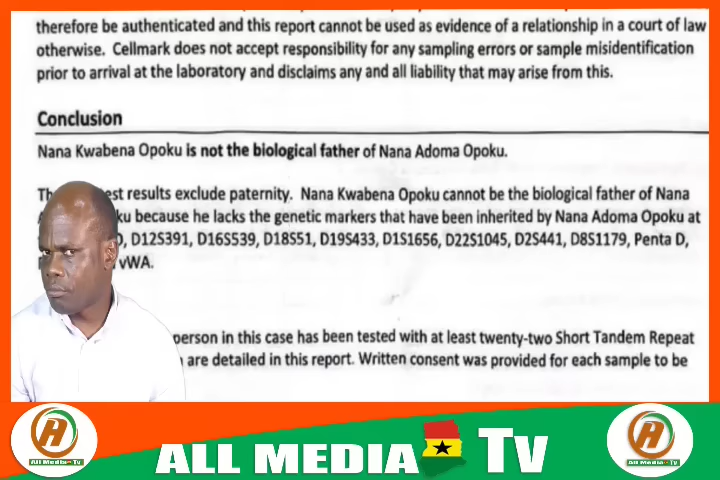 therefore be authenticated and this report cannot be used as evidence of a relationship in a court of law
otherwise. Cellmark does not accept responsibility for any sampling errors or sample misidentification
prior to arrival at the laboratory and disclaims any and all liability that may arise from this.
Conclusion
Nana Kwabena Opoku is not the biological father of Nana Adoma Opoku.
est results exclude paternity. Nana Kwabena Opoku cannot be the biological father of Nana
ku because he lacks the genetic markers that have been inherited by Nana Adoma Opoku at
, D12S391, D16S539, D18S51, D19S433, D1S1656, D22S1045, D2S441, D8S1179, Penta D,
vWA.
person in this case has been tested with at least twenty-two Short Tandem Repeat
are detailed in this report. Written consent was provided for each sample to be
All Media Tv
ALL MEDIA TV
All Media Tv